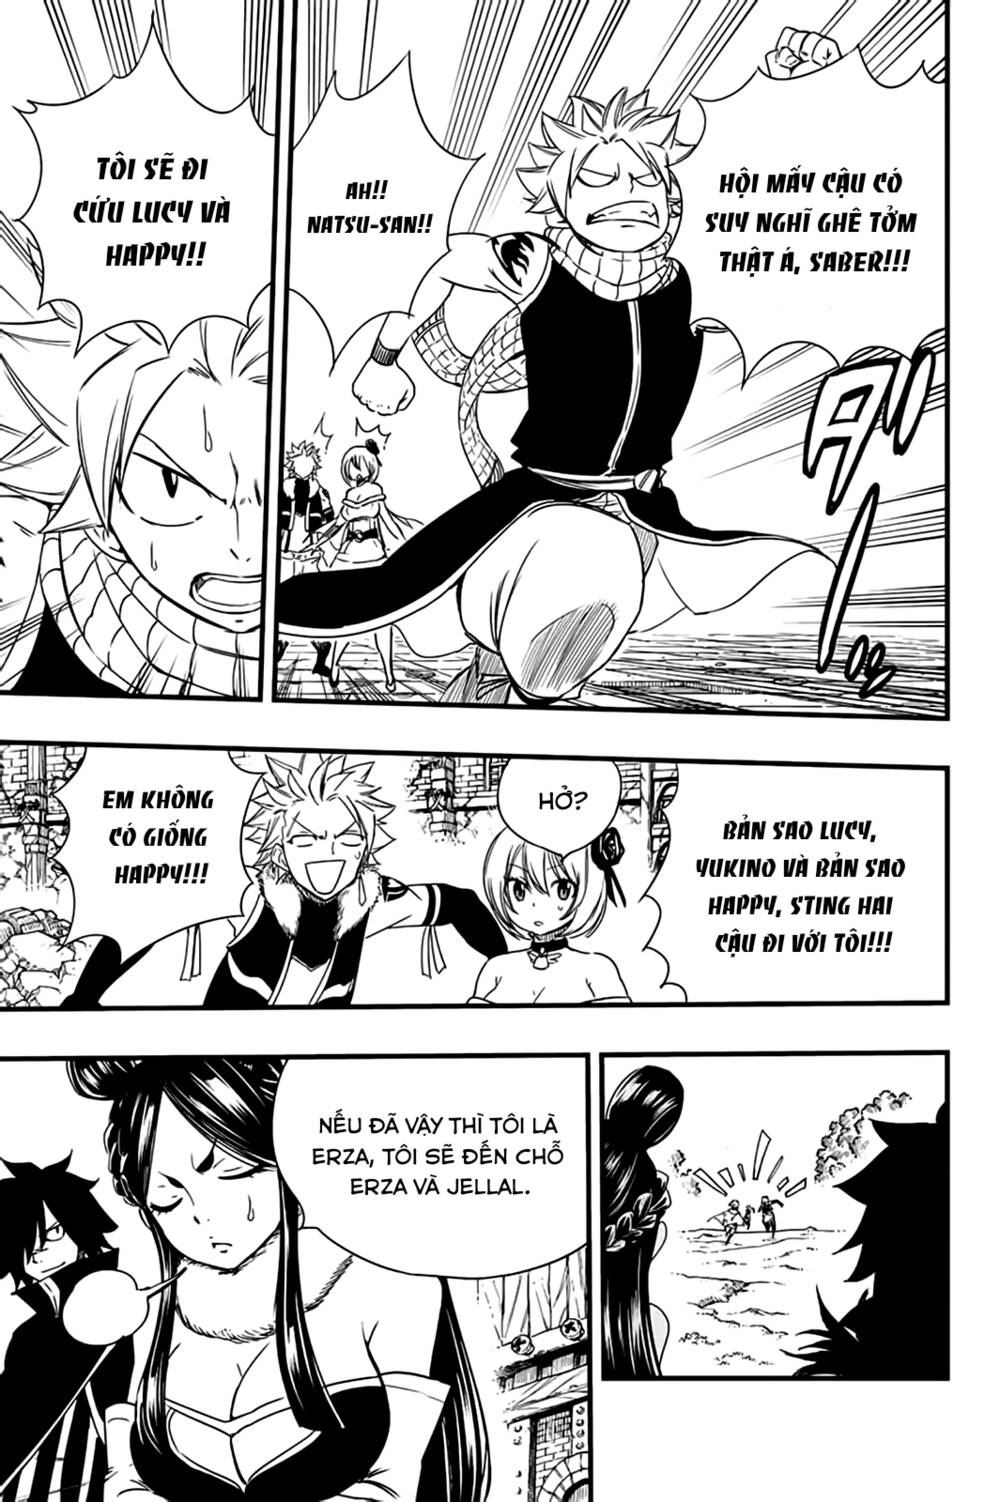 HỘI MẤY CẬU CÓ
SUY NGHĨ GHÊ TỞM
THẬT Á, SABER!!!
AH!!
NATSU-SAN!!
TÔI SẼ ĐI
CỨU LUCY VÀ
HAPPY!!
BẢN SAO LUCY,
YUKINO VÀ BẢN SAO
HAPPY, STING HAI
CẬU ĐI VỚI TÔI!!!
HỞ?
EM KHÔNG
CÓ GIỐNG
HAPPY!!!
NẾU ĐÃ VẬY THÌ TÔI LÀ
ERZA, TÔI SẼ ĐẾN CHỖ
ERZA VÀ JELLAL.